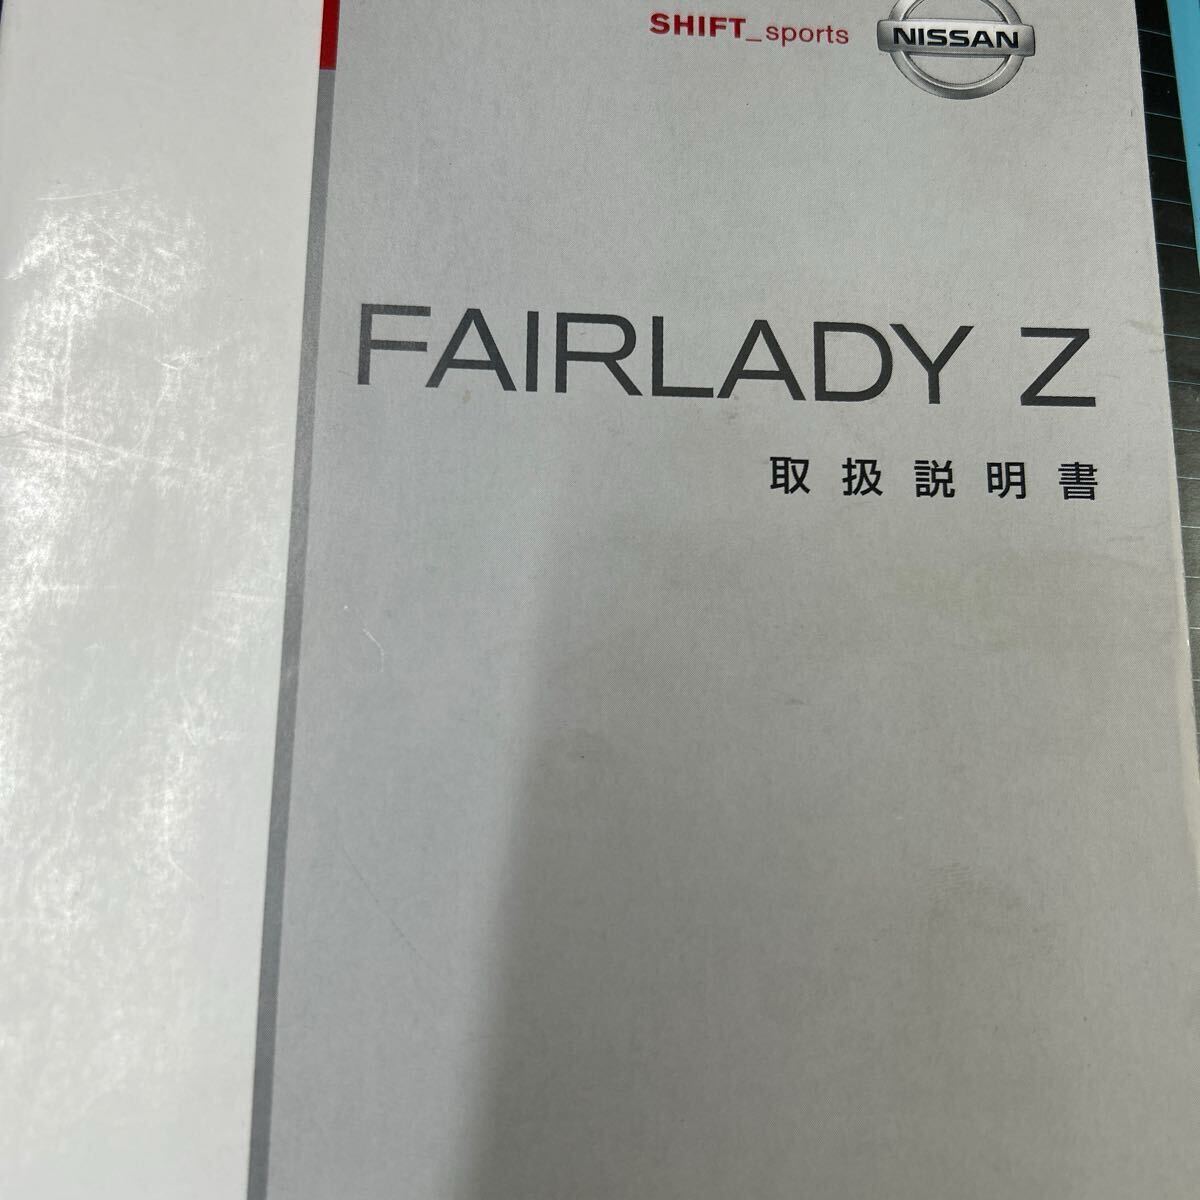 SHIFT_sports
NISSAN
FAIRLADY Z
取扱説明書